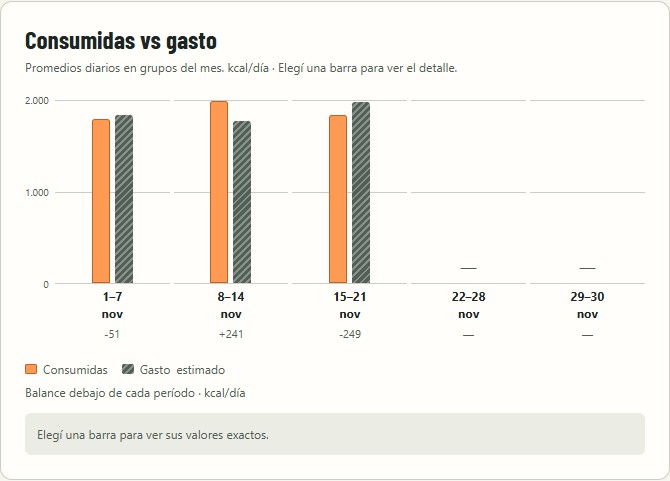 Consumidas vs gasto
Promedios diarios en grupos del mes. kcal/día · Elegí una barra para ver el detalle.
2.000
1.000
0
1–7 8–14 15–21 22–28 29–30
nov nov nov nov nov
-51 +241 -249 — —
Consumidas Gasto estimado
Balance debajo de cada período · kcal/día
Elegí una barra para ver sus valores exactos.